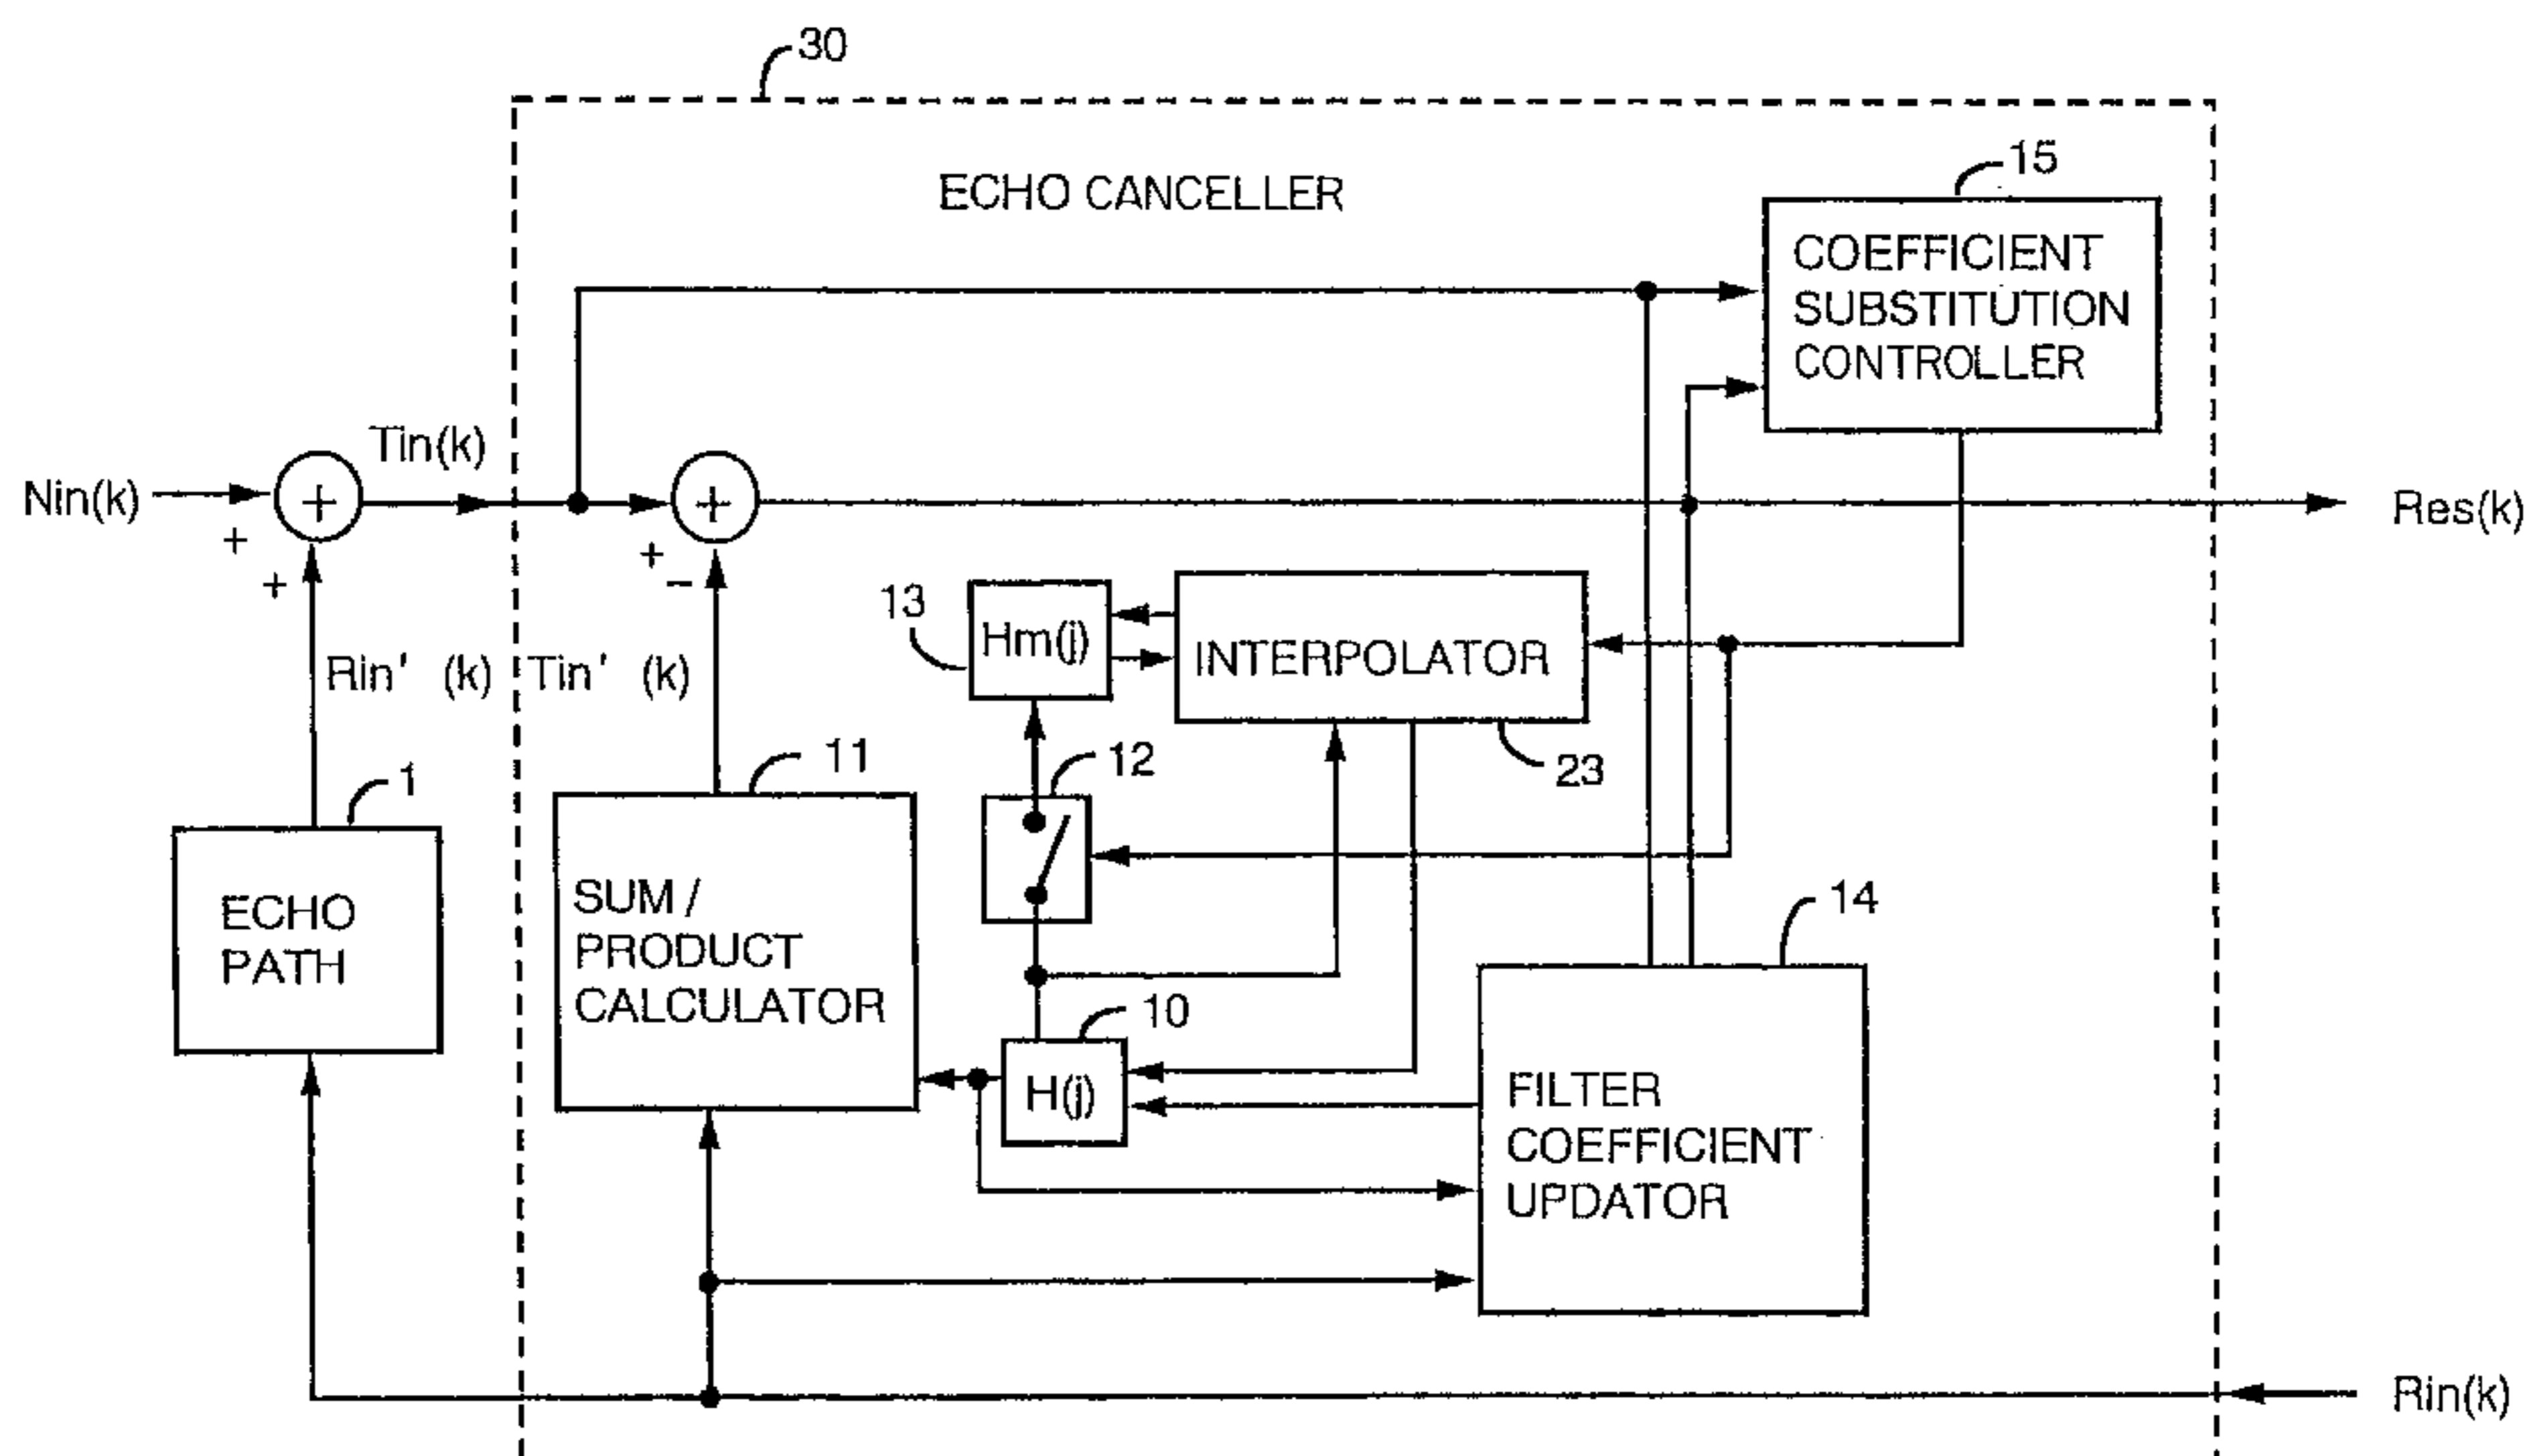 30
ECHO CANCELLER
15
COEFFICIENT
SUBSTITUTION
CONTROLLER
Tin(k)
Nin(k)
+
+
+
+
+
−
Res(k)
13
Hm(j)
INTERPOLATOR
Rin' (k)
Tin' (k)
1
11
12
23
ECHO
PATH
SUM /
PRODUCT
CALCULATOR
14
10
H(j)
FILTER
COEFFICIENT
UPDATOR
Rin(k)